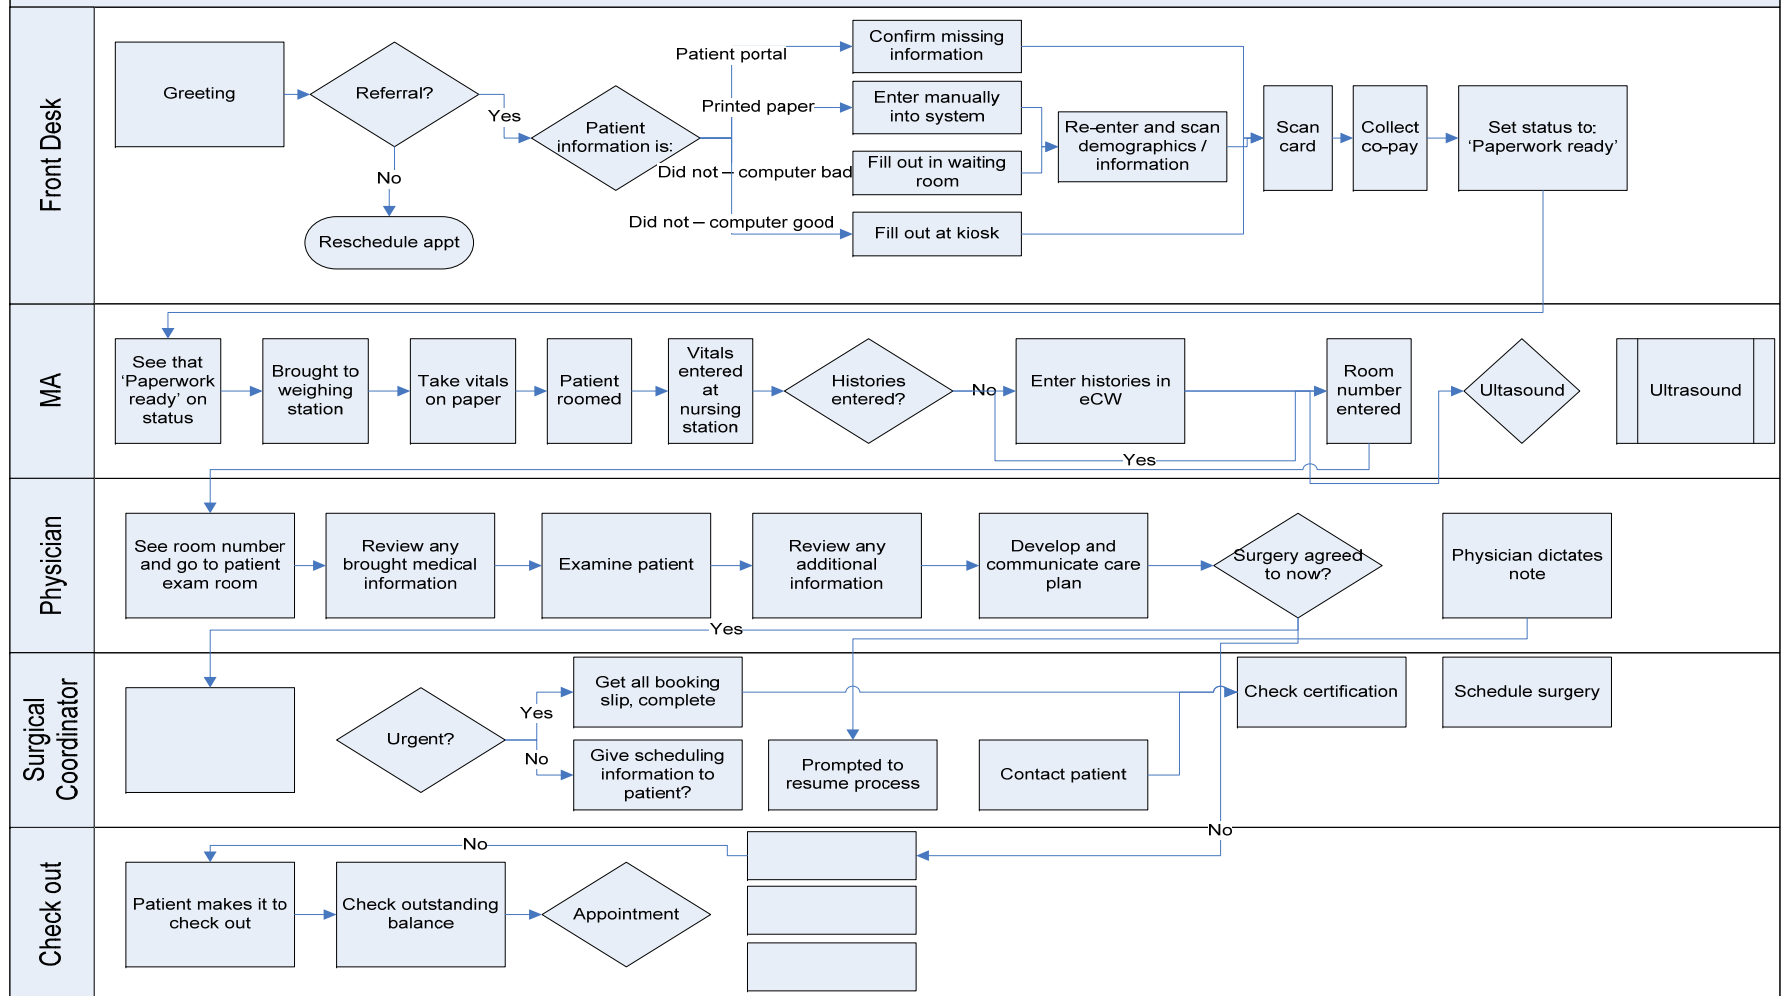 Front Desk
Greeting
Referral?
Yes
No
Reschedule appt
Patient
information is:
Patient portal
Printed paper
Did not – computer bad
Did not – computer good
Confirm missing
information
Enter manually
into system
Fill out in waiting
room
Fill out at kiosk
Re-enter and scan
demographics /
information
Scan
card
Collect
co-pay
Set status to:
‘Paperwork ready’
MA
See that
‘Paperwork
ready’ on
status
Brought to
weighing
station
Take vitals
on paper
Patient
roomed
Vitals
entered
at
nursing
station
Histories
entered?
No
Yes
Enter histories in
eCW
Room
number
entered
Ultasound
Ultrasound
Physician
See room number
and go to patient
exam room
Review any
brought medical
information
Examine patient
Review any
additional
information
Develop and
communicate care
plan
Surgery agreed
to now?
Physician dictates
note
Yes
Surgical
Coordinator
Urgent?
Yes
No
Get all booking
slip, complete
Give scheduling
information to
patient?
Prompted to
resume process
Contact patient
Check certification
Schedule surgery
No
Check out
No
Patient makes it to
check out
Check outstanding
balance
Appointment